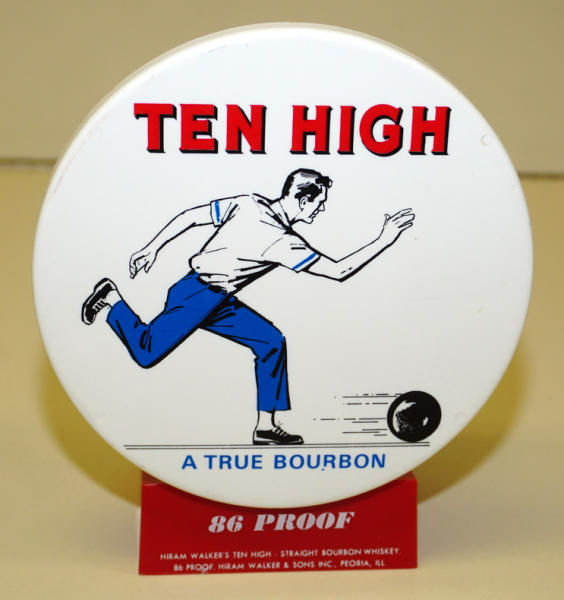 TEN HIGH
A TRUE BOURBON
86 PROOF
HIRAM WALKER'S TEN HIGH - STRAIGHT BOURBON WHISKEY.
86 PROOF. HIRAM WALKER & SONS INC., PEORIA, ILL.